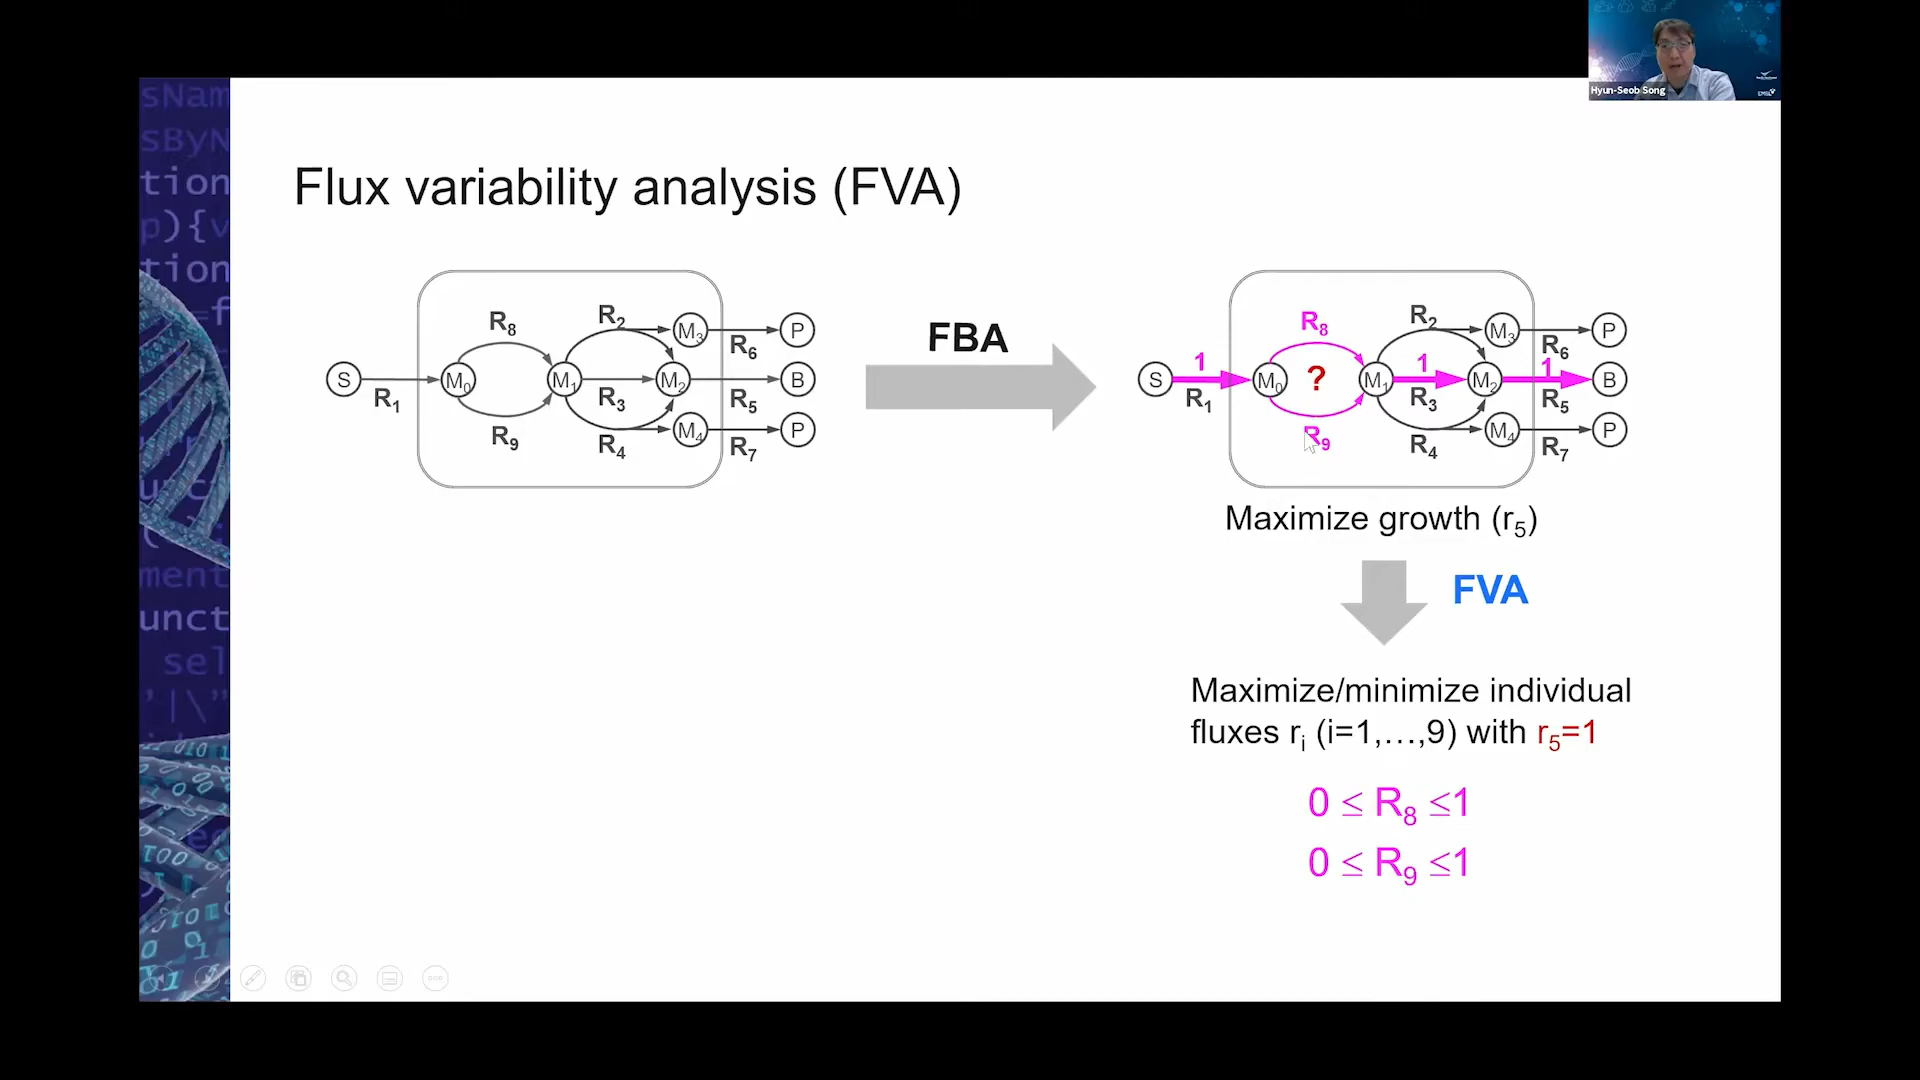 Hyun-Seob Song
Flux variability analysis (FVA)
S
R1
M0
R8
R9
M1
R2
R3
R4
M3
M2
M4
R6
R5
R7
P
B
P
FBA
S
1
R1
M0
R8
?
R9
M1
R2
1
R3
R4
M3
M2
M4
R6
1
R5
R7
P
B
P
Maximize growth (r5)
FVA
Maximize/minimize individual
fluxes ri (i=1,…,9) with r5=1
0 ≤ R8 ≤1
0 ≤ R9 ≤1